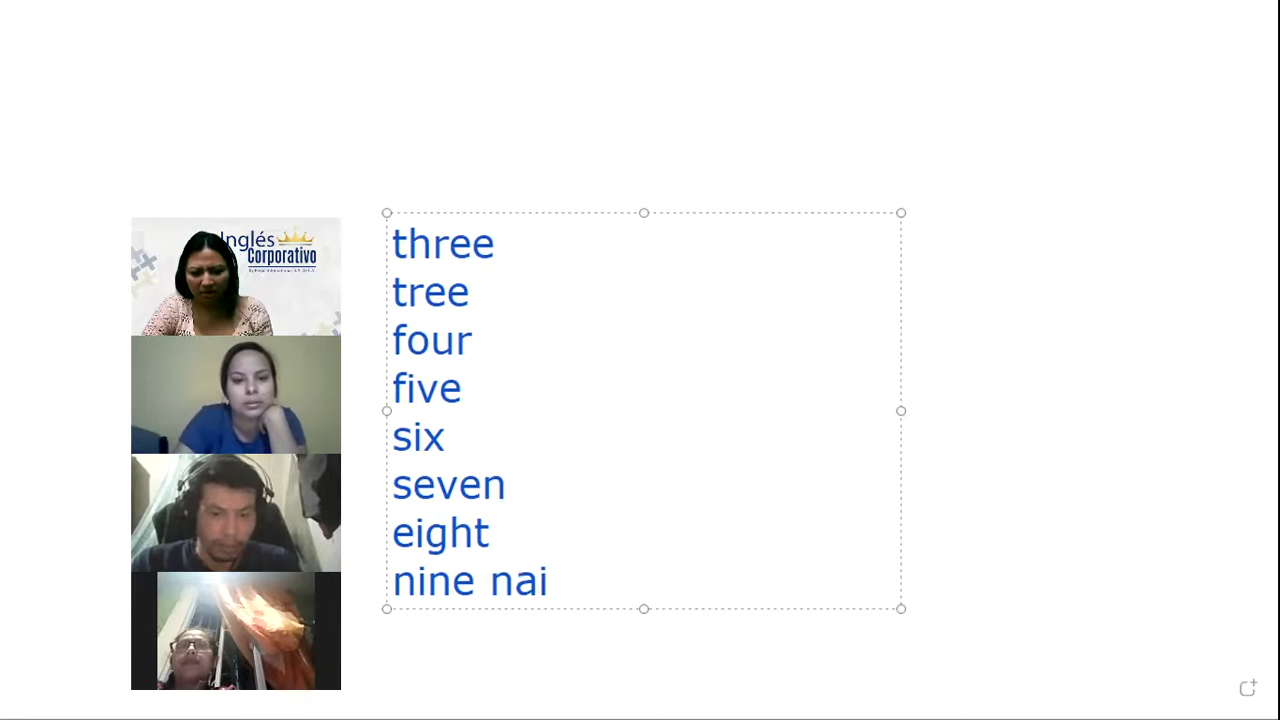 Inglés
Corporativo
three
tree
four
five
six
seven
eight
nine nai